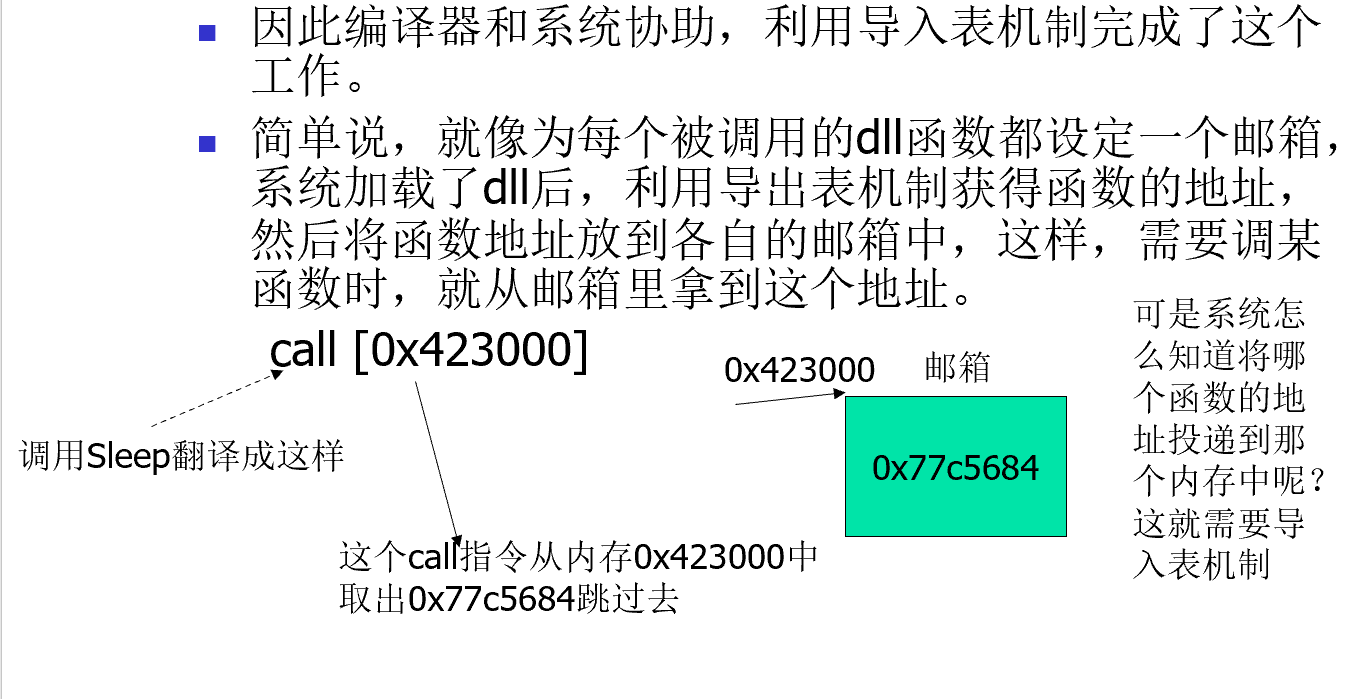 因此编译器和系统协助，利用导入表机制完成了这个
工作。
简单说，就像为每个被调用的dll函数都设定一个邮箱，
系统加载了dll后，利用导出表机制获得函数的地址，
然后将函数地址放到各自的邮箱中，这样，需要调某
函数时，就从邮箱里拿到这个地址。
call [0x423000]
调用Sleep翻译成这样
这个call指令从内存0x423000中
取出0x77c5684跳过去
0x423000
邮箱
0x77c5684
可是系统怎
么知道将哪
个函数的地
址投递到那
个内存中呢？
这就需要导
入表机制